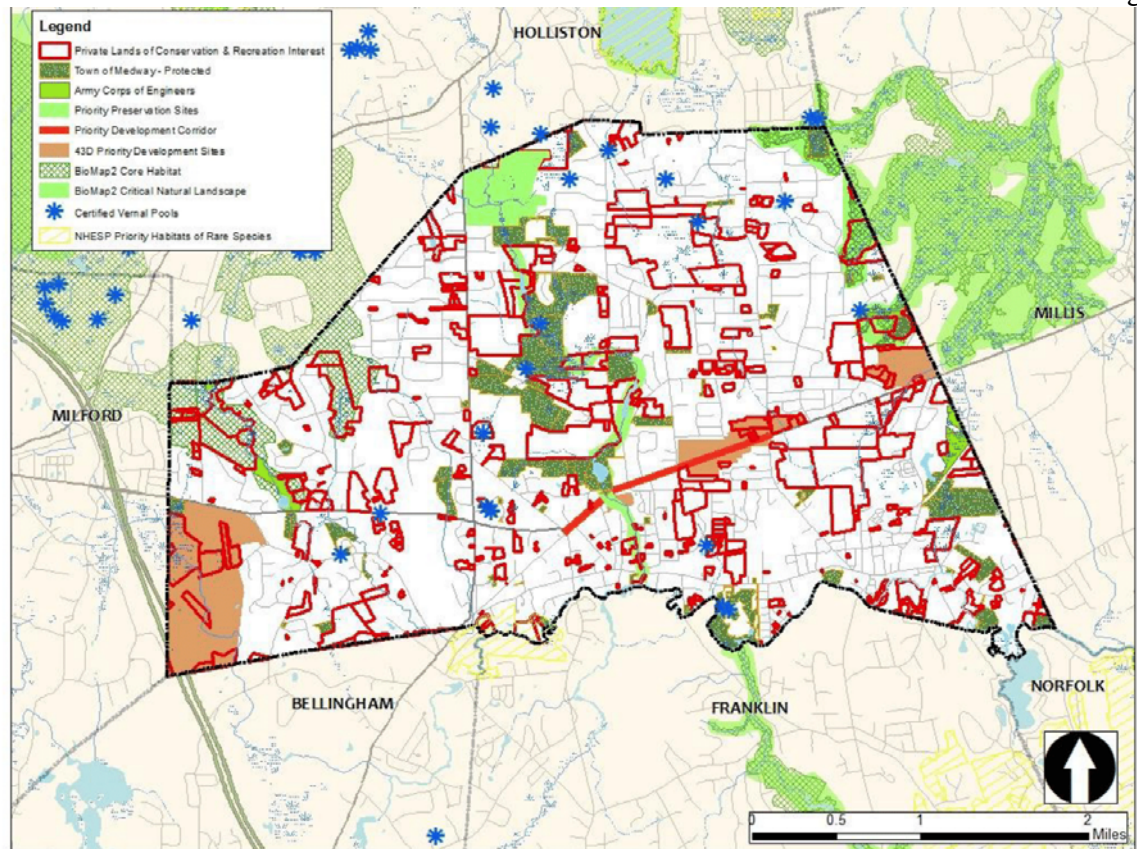 Legend
Private Lands of Conservation & Recreation Interest
Town of Medway - Protected
Army Corps of Engineers
Priority Preservation Sites
Priority Development Corridor
43D Priority Development Sites
BioMap2 Core Habitat
BioMap2 Critical Natural Landscape
Certified Vernal Pools
NHESP Priority Habitats of Rare Species
HOLLISTON
MILLIS
MILFORD
BELLINGHAM
FRANKLIN
NORFOLK
0 0.5 1 2
Miles